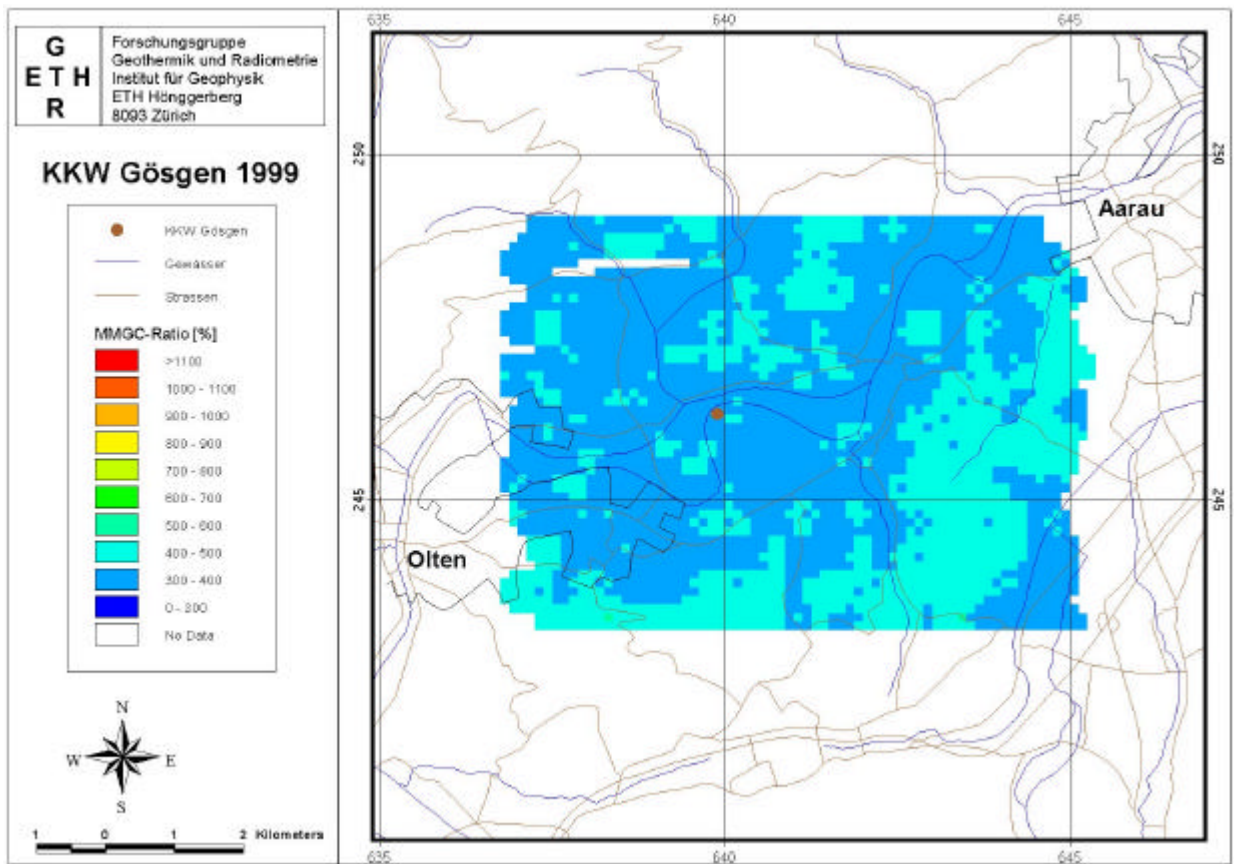 G
E T H
R
Forschungsgruppe
Geothermik und Radiometrie
Institut für Geophysik
ETH Hönggerberg
8093 Zürich
KKW Gösgen 1999
KKW Gösgen
Gewässer
Strassen
MMGC-Ratio [%]
>1100
1000 - 1100
900 - 1000
800 - 900
700 - 800
600 - 700
500 - 600
400 - 500
300 - 400
0 - 300
No Data
N
W E
S
1 0 1 2 Kilometers
635 640 645
250 250
Aarau
245 245
Olten
635 640 645